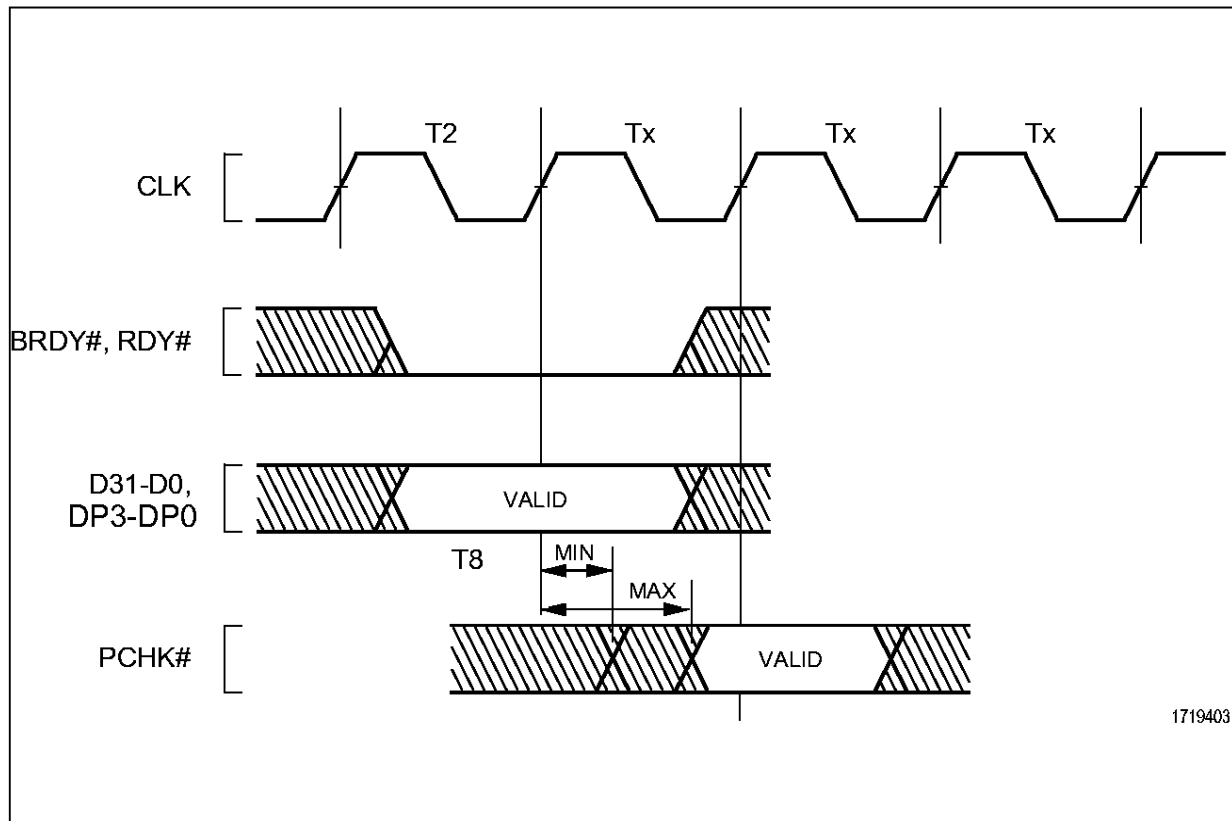 T2 Tx Tx Tx
CLK
BRDY#, RDY#
D31-D0,
DP3-DP0
VALID
T8
MIN
MAX
PCHK#
VALID
1719403